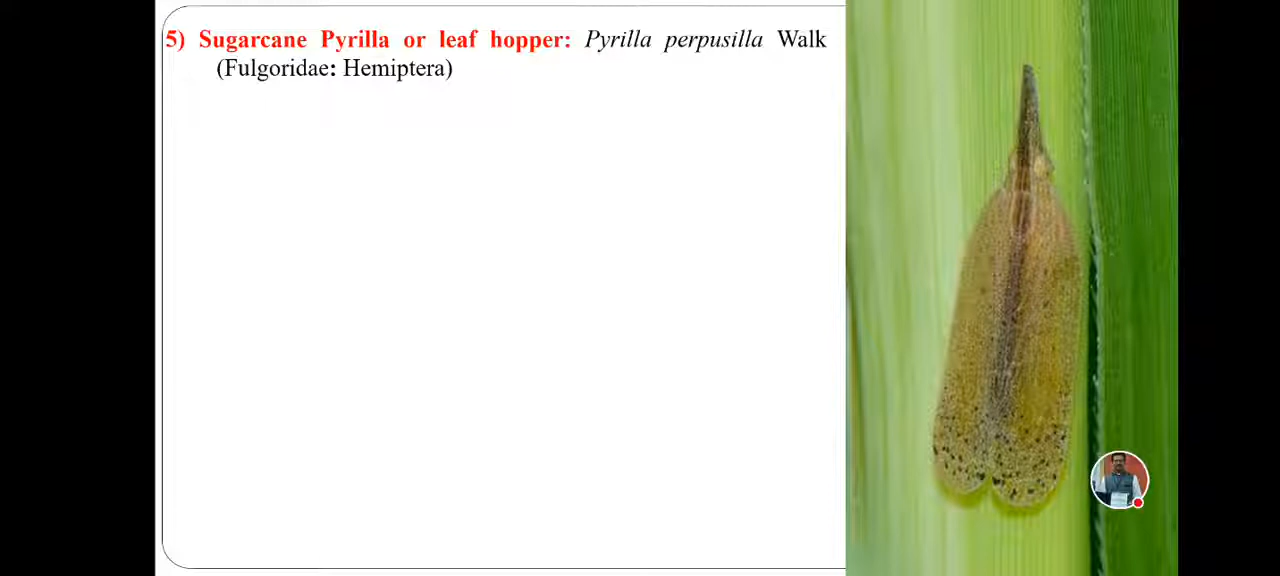 5) Sugarcane Pyrilla or leaf hopper: Pyrilla perpusilla Walk
(Fulgoridae: Hemiptera)